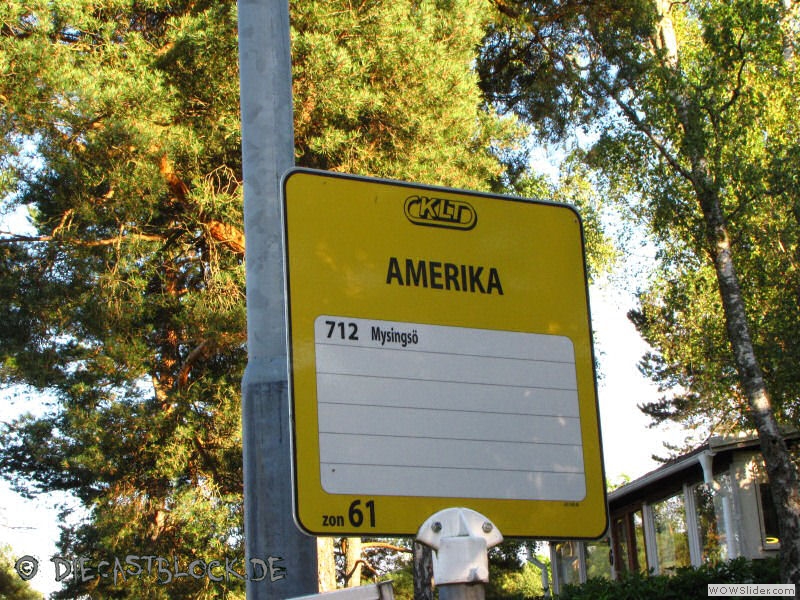 KLT
AMERIKA
712 Mysingsö
zon 61
© DIECASTBLOCK.DE
WOWSlider.com